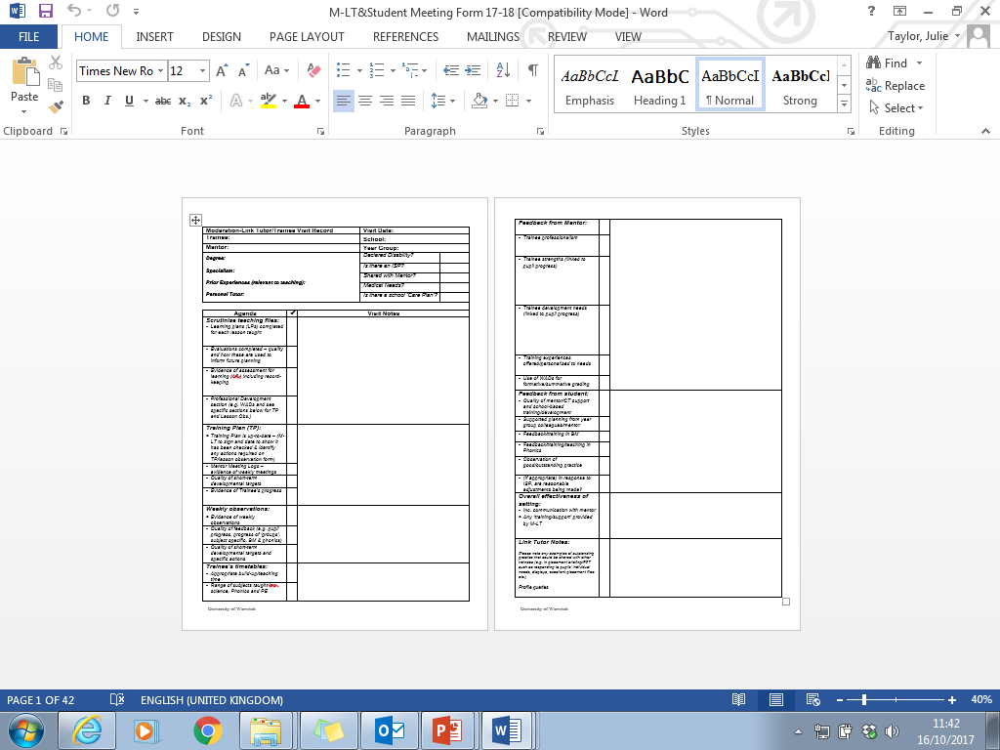 M-LT&Student Meeting Form 17-18 [Compatibility Mode] - Word
FILE HOME INSERT DESIGN PAGE LAYOUT REFERENCES MAILINGS REVIEW VIEW Taylor, Julie
Times New Ro 12 Aa
Find
Replace
Select
Paste
B I U abc X₂ X² A A
AaBbCcI AaBbC AaBbCcI AaBbCcl
Emphasis Heading 1 ¶ Normal Strong
Clipboard Font Paragraph Styles Editing
Moderation-Link Tutor/Trainee Visit Record Visit Date:
Trainee: School:
Mentor: Year Group:
Degree: Declared Disability?
Is there an ISP?
Specialism:
Shared with Mentor?
Prior Experiences (relevant to teaching):
Medical Needs?
Personal Tutor: Is there a school 'Care Plan'?
Agenda ✔ Visit Notes
Scrutinise teaching files:
• Learning plans (LPs) completed
for each lesson taught
• Evaluations completed – quality
and how these are used to
inform future planning
• Evidence of assessment for
learning (AfL) including record-
keeping
• Professional Development
section (e.g. WADs and see
specific sections below for TP
and Lesson Obs.)
Training Plan (TP):
• Training Plan is up-to-date – (M-
LT to sign and date to show it
has been checked & identify
any actions required on
TP/lesson observation form)
• Mentor Meeting Logs –
evidence of weekly meetings
• Quality of short-term
developmental targets
• Evidence of Trainee's progress
Weekly observations:
• Evidence of weekly
observations
• Quality of feedback (e.g. pupil
progress, progress of 'groups',
subject specific, BM & phonics)
• Quality of short-term
developmental targets and
specific actions
Trainee's timetables:
• Appropriate build-up/teaching
time
• Range of subjects taught
science, Phonics and PE
University of Warwick
Feedback from Mentor:
• Trainee professionalism
• Trainee strengths (linked to
pupil progress)
• Trainee development needs
(linked to pupil progress)
• Training experiences
offered/personalised to needs
• Use of WADs for
formative/summative grading
Feedback from student:
• Quality of mentor/CT support
and school-based
training/development
• Supported planning from year
group colleagues/mentor
• Feedback/training in BM
• Feedback/training/teaching in
Phonics
• Observation of
good/outstanding practice
• (If appropriate) In response to
ISP, are reasonable
adjustments being made?
Overall effectiveness of
setting:
• Inc. communication with mentor
• Any 'training/support' provided
by M-LT
Link Tutor Notes:
Please note any examples of outstanding
practice that could be shared with other
trainees (e.g. in placement briefing/PET
such as responding to pupils' individual
needs, displays, excellent placement files
etc.)
Profile queries
University of Warwick
PAGE 1 OF 42 ENGLISH (UNITED KINGDOM) 40%
11:42
16/10/2017